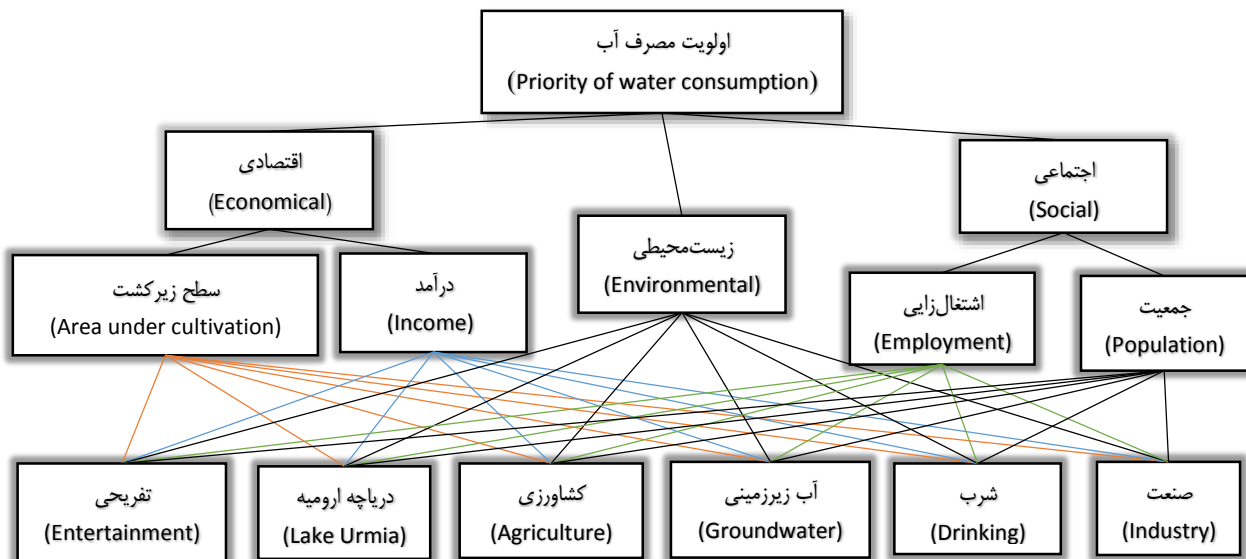 اولویت مصرف آب
(Priority of water consumption)
اقتصادی
(Economical)
اجتماعی
(Social)
زیست‌محیطی
(Environmental)
سطح زیرکشت
(Area under cultivation)
درآمد
(Income)
اشتغال‌زایی
(Employment)
جمعیت
(Population)
تفریحی
(Entertainment)
دریاچه ارومیه
(Lake Urmia)
کشاورزی
(Agriculture)
آب زیرزمینی
(Groundwater)
شرب
(Drinking)
صنعت
(Industry)